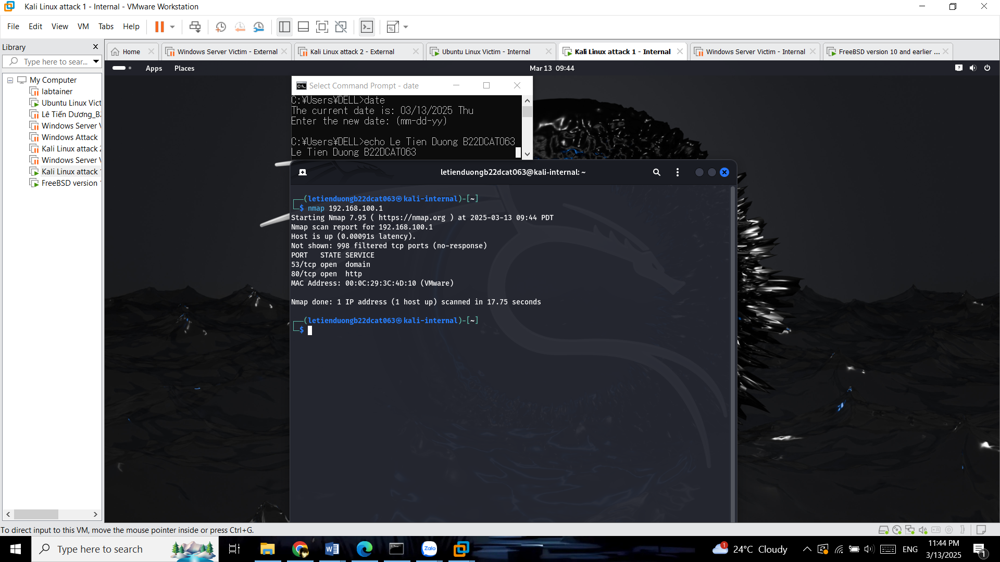 Kali Linux attack 1 - Internal - VMware Workstation
File Edit View VM Tabs Help
Library
Type here to sear...
My Computer
labtainer
Ubuntu Linux Vict
Lê Tiến Dương_B2
Windows Server V
Windows Attack
Kali Linux attack 2
Windows Server V
Kali Linux attack 1
FreeBSD version 1
Home
Windows Server Victim - External
Kali Linux attack 2 - External
Ubuntu Linux Victim - Internal
Kali Linux attack 1 - Internal
Windows Server Victim - Internal
FreeBSD version 10 and earlier ...
Apps Places
Mar 13 09:44
Select Command Prompt - date
C:¥Users¥DELL>date
The current date is: 03/13/2025 Thu
Enter the new date: (mm-dd-yy)
C:¥Users¥DELL>echo Le Tien Duong B22DCAT063
Le Tien Duong B22DCAT063
letienduongb22dcat063@kali-internal: ~
┌──(letienduongb22dcat063㉿kali-internal)-[~]
└─$ nmap 192.168.100.1
Starting Nmap 7.95 ( https://nmap.org ) at 2025-03-13 09:44 PDT
Nmap scan report for 192.168.100.1
Host is up (0.00091s latency).
Not shown: 998 filtered tcp ports (no-response)
PORT   STATE SERVICE
53/tcp open  domain
80/tcp open  http
MAC Address: 00:0C:29:3C:4D:10 (VMware)
Nmap done: 1 IP address (1 host up) scanned in 17.75 seconds
┌──(letienduongb22dcat063㉿kali-internal)-[~]
└─$
To direct input to this VM, move the mouse pointer inside or press Ctrl+G.
Type here to search
Zalo
1
24°C Cloudy
ENG
11:44 PM
3/13/2025
1